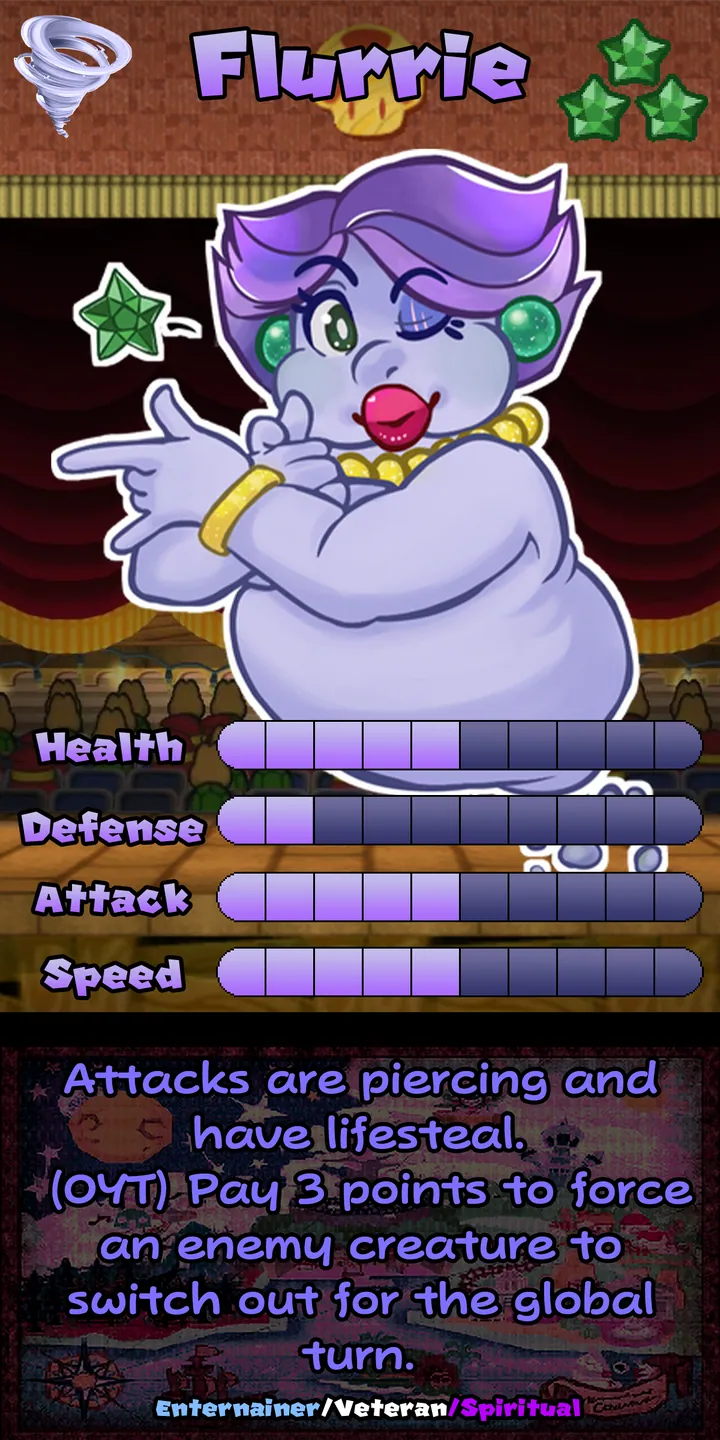 Flurrie
Health
Defense
Attack
Speed
Attacks are piercing and
have lifesteal.
(OYT) Pay 3 points to force
an enemy creature to
switch out for the global
turn.
Enternainer/Veteran/Spiritual